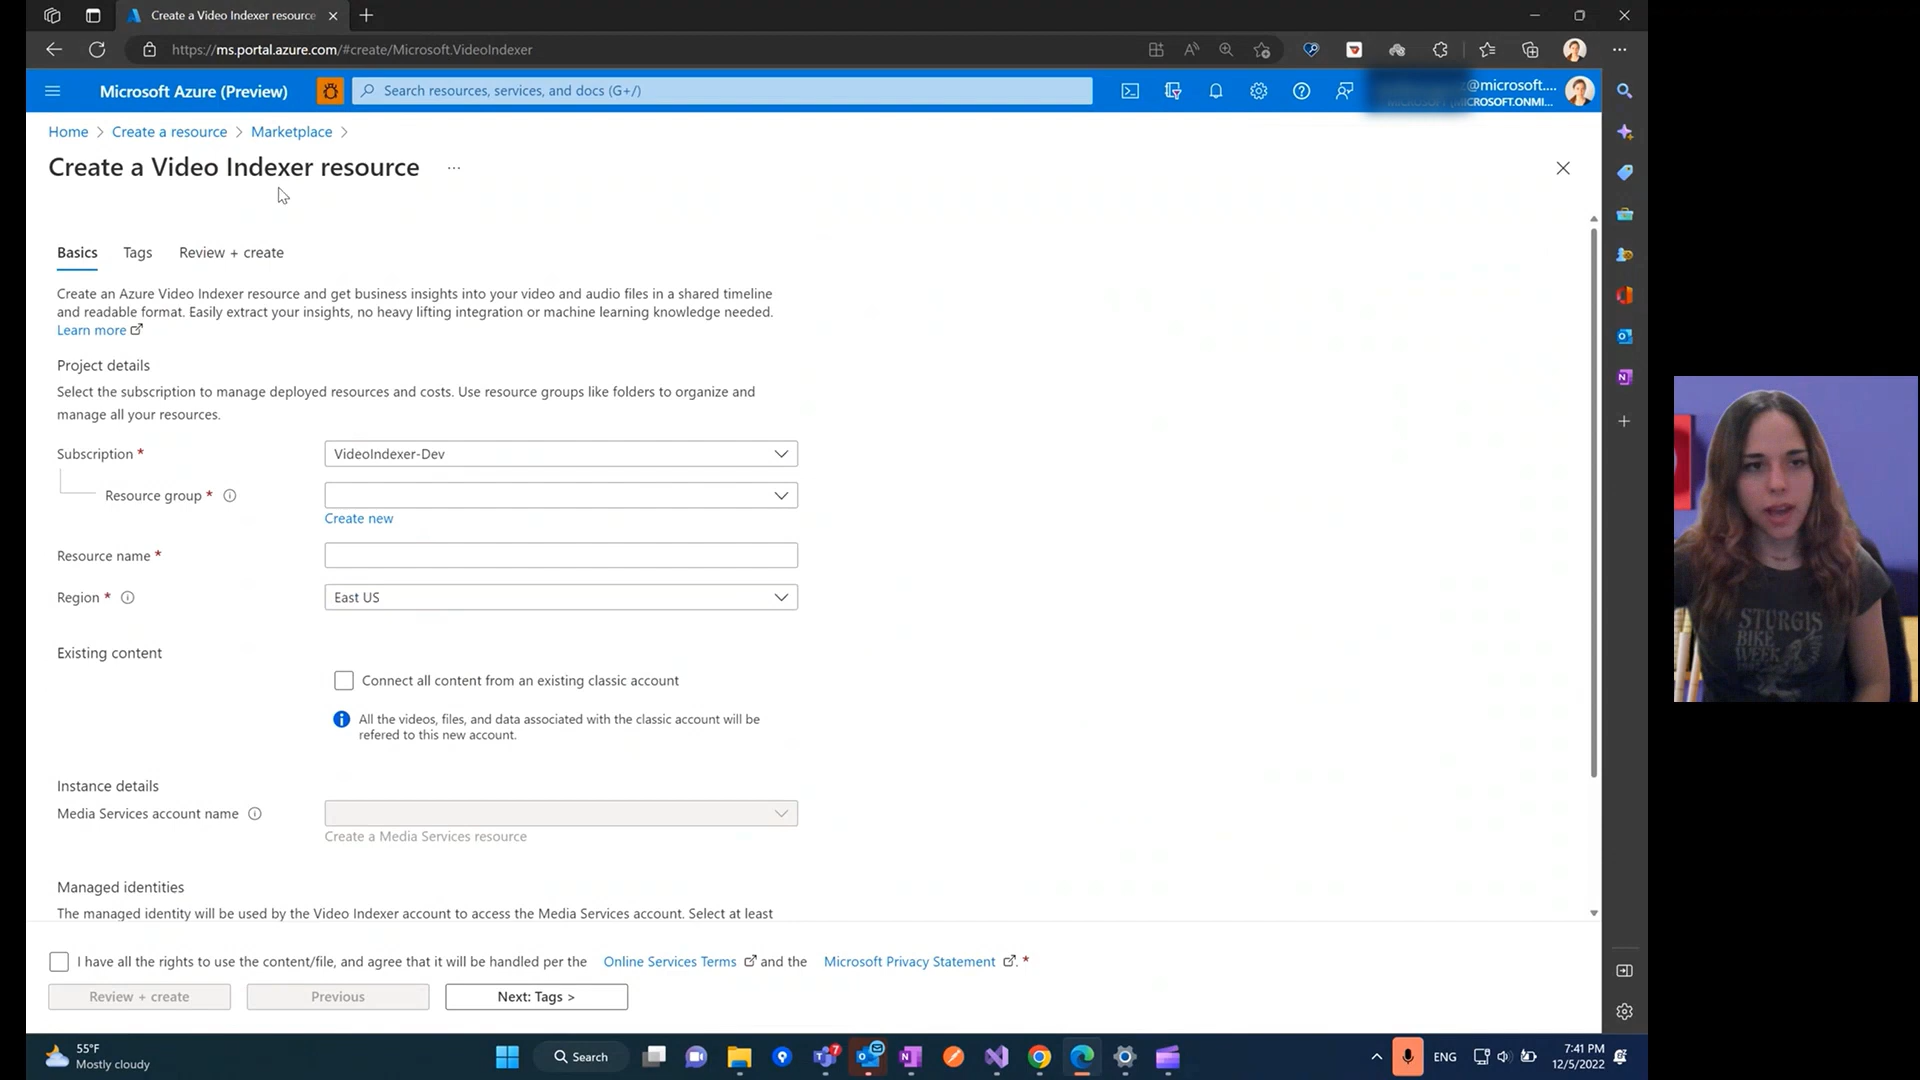 Create a Video Indexer resource
https://ms.portal.azure.com/#create/Microsoft.VideoIndexer
Microsoft Azure (Preview)
Search resources, services, and docs (G+/)
z@microsoft....
(MICROSOFT.ONMI...
Home > Create a resource > Marketplace >
Create a Video Indexer resource ...
Basics Tags Review + create
Create an Azure Video Indexer resource and get business insights into your video and audio files in a shared timeline
and readable format. Easily extract your insights, no heavy lifting integration or machine learning knowledge needed.
Learn more
Project details
Select the subscription to manage deployed resources and costs. Use resource groups like folders to organize and
manage all your resources.
Subscription * VideoIndexer-Dev
Resource group *
Create new
Resource name *
Region * East US
Existing content
Connect all content from an existing classic account
All the videos, files, and data associated with the classic account will be
refered to this new account.
Instance details
Media Services account name
Create a Media Services resource
Managed identities
The managed identity will be used by the Video Indexer account to access the Media Services account. Select at least
I have all the rights to use the content/file, and agree that it will be handled per the Online Services Terms and the Microsoft Privacy Statement . *
Review + create Previous Next: Tags >
55°F
Mostly cloudy
Search
7
ENG
7:41 PM
12/5/2022
STURGIS
BIKE
WEEK